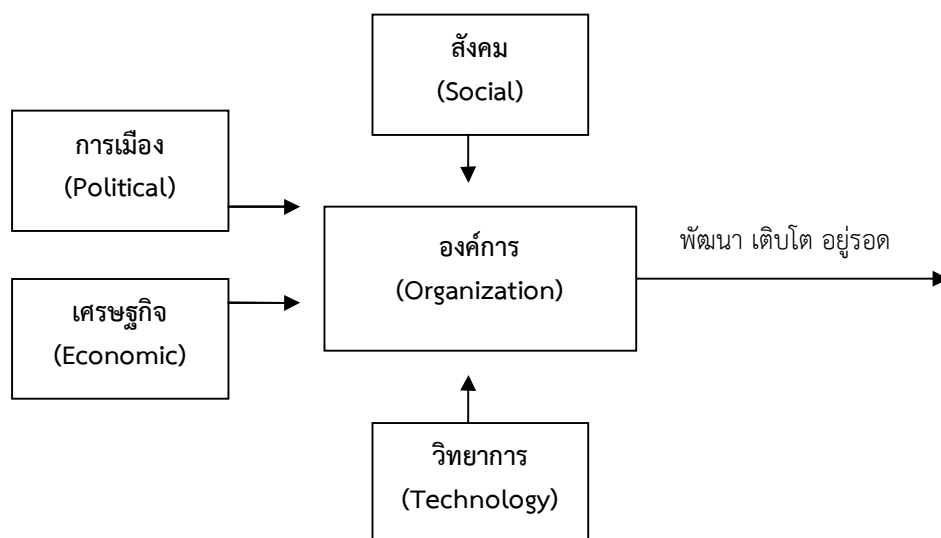 สังคม
(Social)
การเมือง
(Political)
องค์การ
(Organization)
พัฒนา เติบโต อยู่รอด
เศรษฐกิจ
(Economic)
วิทยาการ
(Technology)